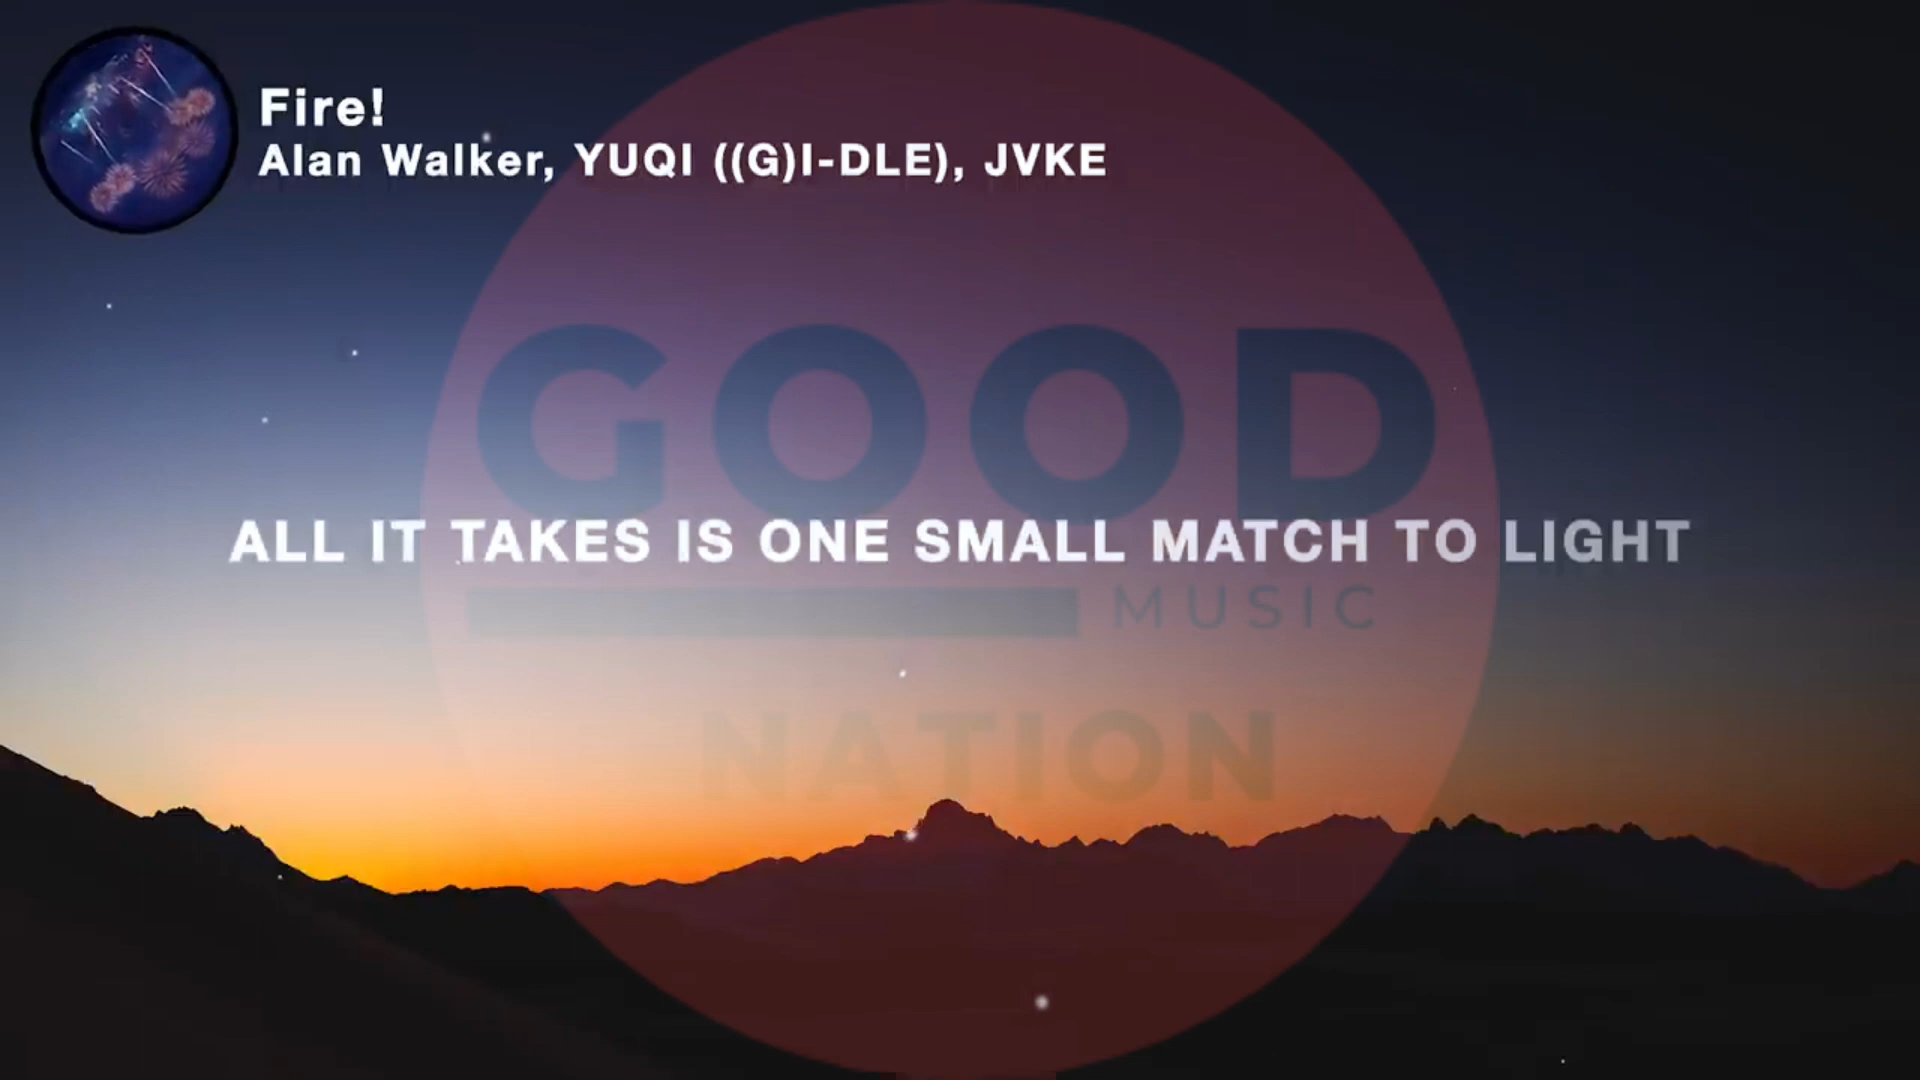 Fire!
Alan Walker, YUQI ((G)I-DLE), JVKE
GOOD
ALL IT TAKES IS ONE SMALL MATCH TO LIGHT
MUSIC
NATION